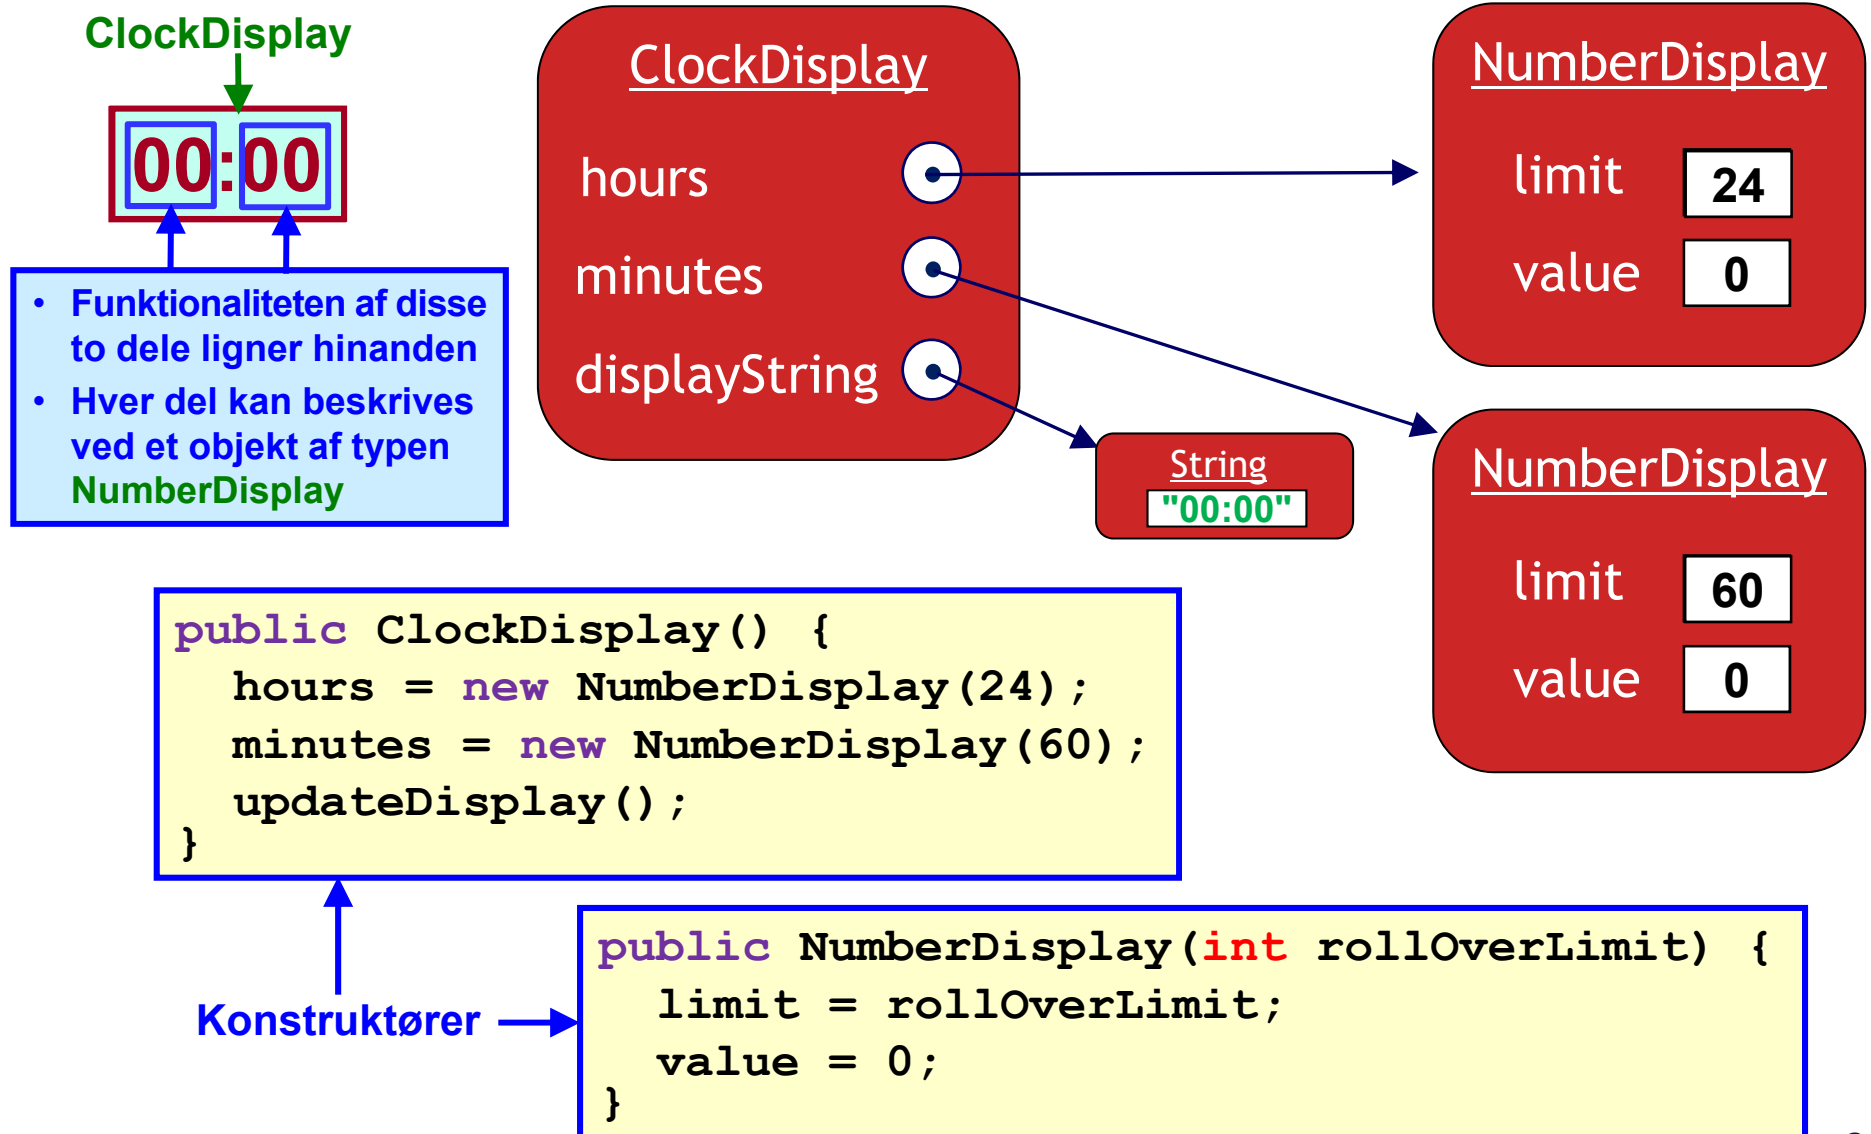 ClockDisplay
00:00
• Funktionaliteten af disse
to dele ligner hinanden
• Hver del kan beskrives
ved et objekt af typen
NumberDisplay
ClockDisplay
hours
minutes
displayString
String
"00:00"
NumberDisplay
limit 24
value 0
NumberDisplay
limit 60
value 0
public ClockDisplay() {
hours = new NumberDisplay(24);
minutes = new NumberDisplay(60);
updateDisplay();
}
Konstruktører
public NumberDisplay(int rollOverLimit) {
limit = rollOverLimit;
value = 0;
}